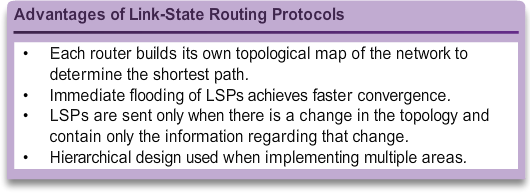 Advantages of Link-State Routing Protocols
• Each router builds its own topological map of the network to
determine the shortest path.
• Immediate flooding of LSPs achieves faster convergence.
• LSPs are sent only when there is a change in the topology and
contain only the information regarding that change.
• Hierarchical design used when implementing multiple areas.